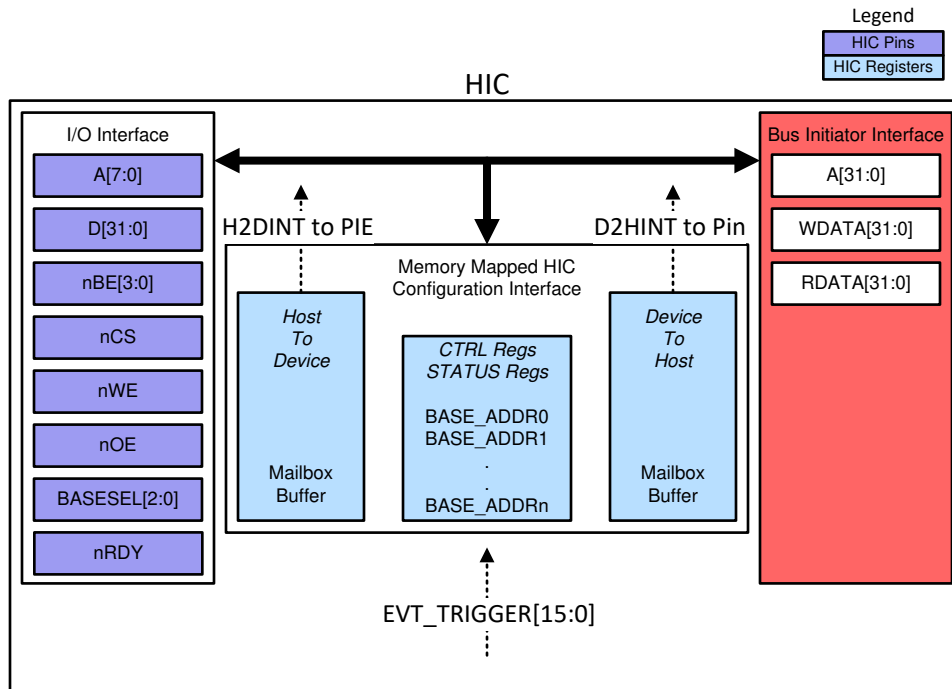 Legend
HIC Pins
HIC Registers
HIC
I/O Interface
A[7:0]
D[31:0]
nBE[3:0]
nCS
nWE
nOE
BASESEL[2:0]
nRDY
H2DINT to PIE
D2HINT to Pin
Memory Mapped HIC
Configuration Interface
Host
To
Device
Mailbox
Buffer
CTRL Regs
STATUS Regs
BASE_ADDR0
BASE_ADDR1
.
.
BASE_ADDRn
Device
To
Host
Mailbox
Buffer
EVT_TRIGGER[15:0]
Bus Initiator Interface
A[31:0]
WDATA[31:0]
RDATA[31:0]